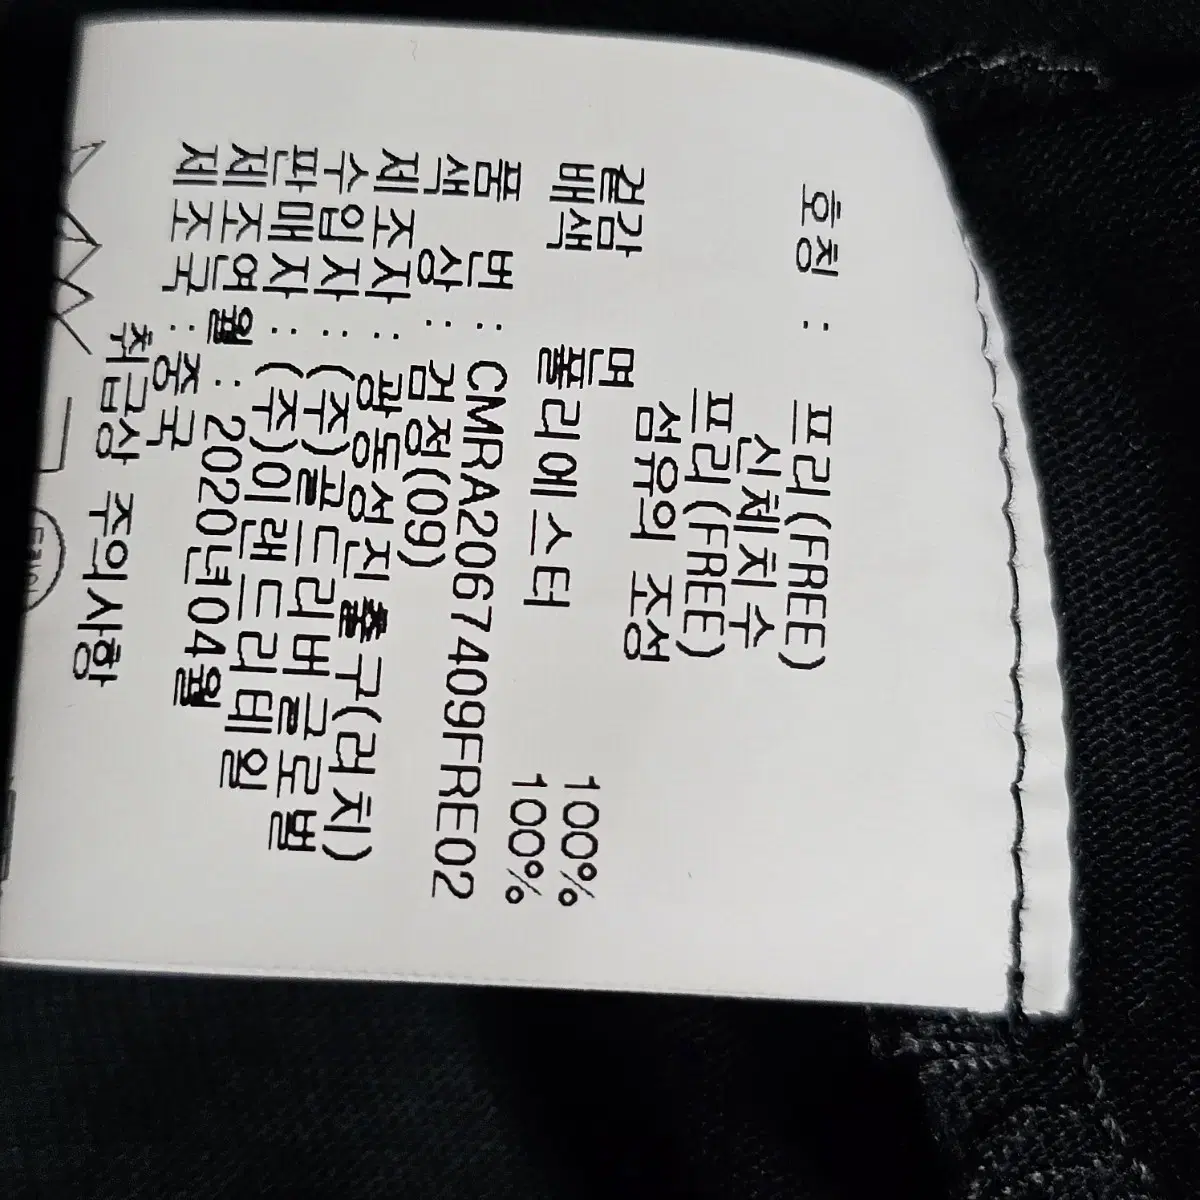 호칭 : 프리(FREE)
신체치수
프리(FREE)
섬유의 조성
겉감 면 100%
배색 폴리에스터 100%
품번 : CMRA2067409FRE02
색상 : 검정(09)
제조자 : 광동성진출구(러치)
수입자 : (주)골드리버글로벌
판매자 : (주)이랜드리테일
제조연월 : 2020년04월
제조국 : 중국
취급상 주의사항